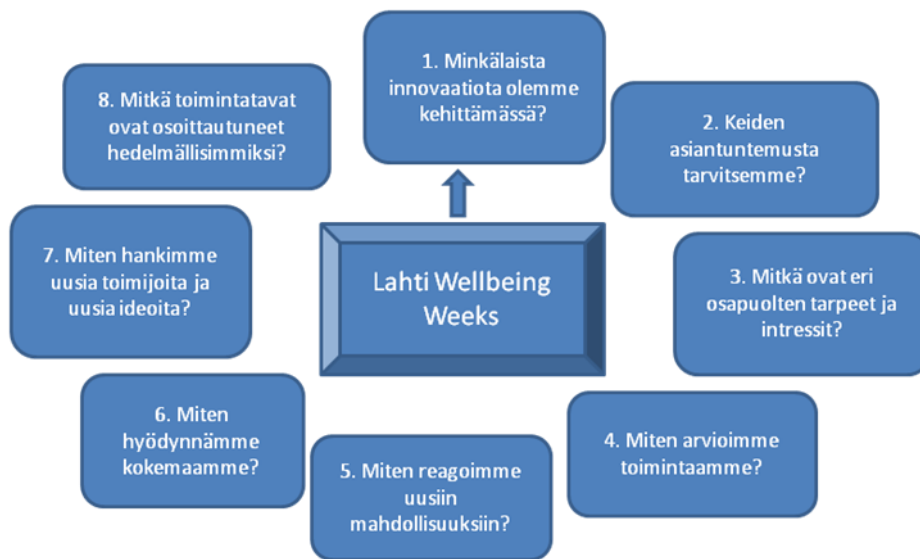 1. Minkälaista
innovaatiota olemme
kehittämässä?
2. Keiden
asiantuntemusta
tarvitsemme?
3. Mitkä ovat eri
osapuolten tarpeet ja
intressit?
4. Miten arvioimme
toimintaamme?
5. Miten reagoimme
uusiin
mahdollisuuksiin?
6. Miten
hyödynnämme
kokemaamme?
7. Miten hankimme
uusia toimijoita ja
uusia ideoita?
8. Mitkä toimintatavat
ovat osoittautuneet
hedelmällisimmiksi?
Lahti Wellbeing
Weeks